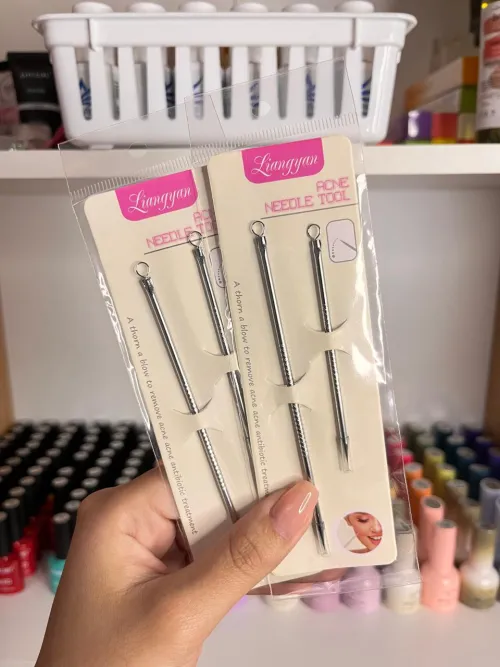 Liangyan
ACNE
NEEDLE TOOL
A thorn a blow to remove acne acne antibiotic treatment
Liangyan
ACNE
NEEDLE TOOL
A thorn a blow to remove acne acne antibiotic treatment